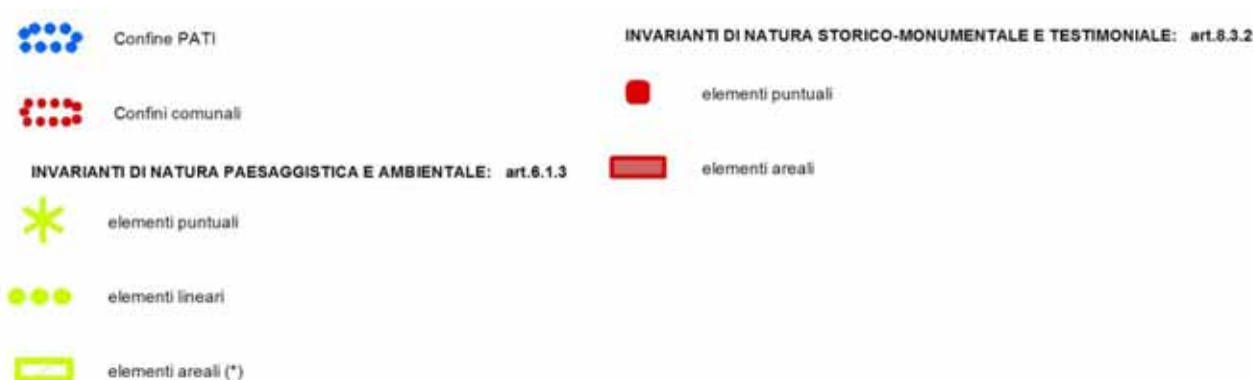 Confine PATI
Confini comunali
INVARIANTI DI NATURA PAESAGGISTICA E AMBIENTALE: art.6.1.3
elementi puntuali
elementi lineari
elementi areali (*)
INVARIANTI DI NATURA STORICO-MONUMENTALE E TESTIMONIALE: art.8.3.2
elementi puntuali
elementi areali